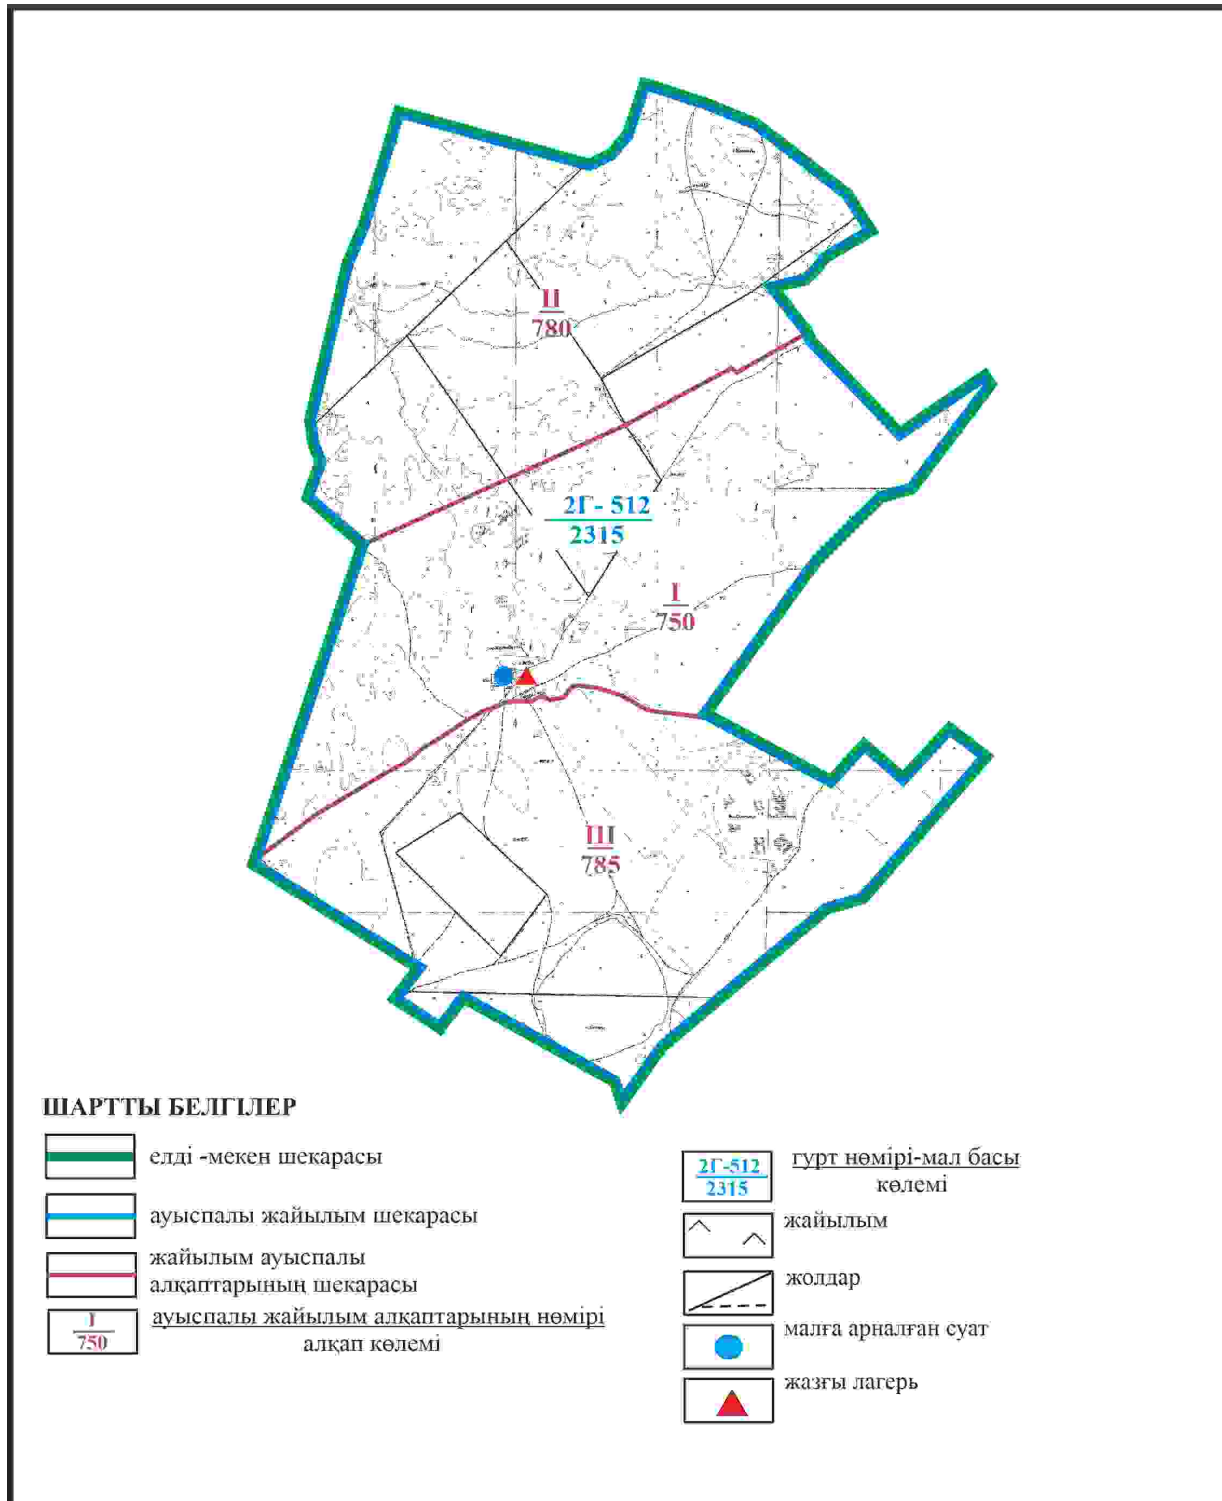 II
780
2Г - 512
2315
I
750
III
785
ШАРТТЫ БЕЛГІЛЕР
елді -мекен шекарасы
ауыспалы жайылым шекарасы
жайылым ауыспалы
алқаптарының шекарасы
I
750
ауыспалы жайылым алқаптарының нөмірі
алқап көлемі
2Г-512
2315
гурт нөмірі-мал басы
көлемі
жайылым
жолдар
малға арналған суат
жазғы лагерь